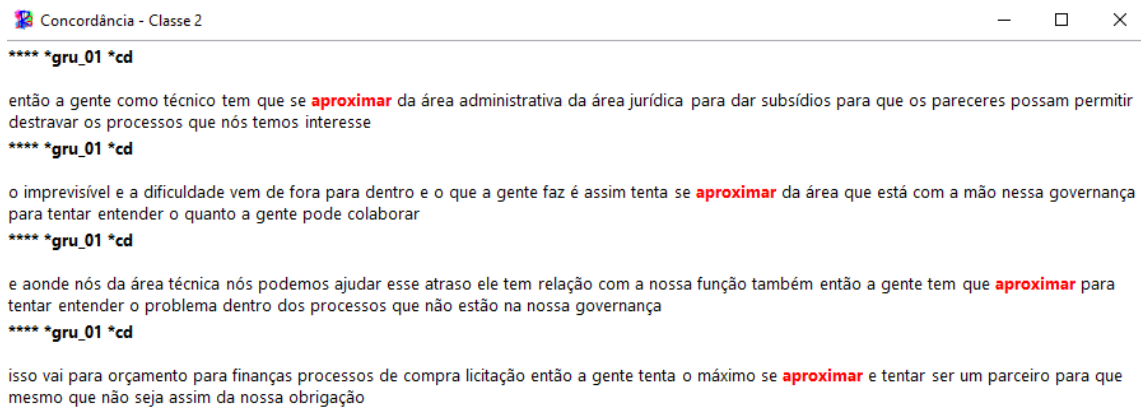 Concordância - Classe 2
**** *gru_01 *cd
então a gente como técnico tem que se aproximar da área administrativa da área jurídica para dar subsídios para que os pareceres possam permitir
destravar os processos que nós temos interesse
**** *gru_01 *cd
o imprevisível e a dificuldade vem de fora para dentro e o que a gente faz é assim tenta se aproximar da área que está com a mão nessa governança
para tentar entender o quanto a gente pode colaborar
**** *gru_01 *cd
e aonde nós da área técnica nós podemos ajudar esse atraso ele tem relação com a nossa função também então a gente tem que aproximar para
tentar entender o problema dentro dos processos que não estão na nossa governança
**** *gru_01 *cd
isso vai para orçamento para finanças processos de compra licitação então a gente tenta o máximo se aproximar e tentar ser um parceiro para que
mesmo que não seja assim da nossa obrigação